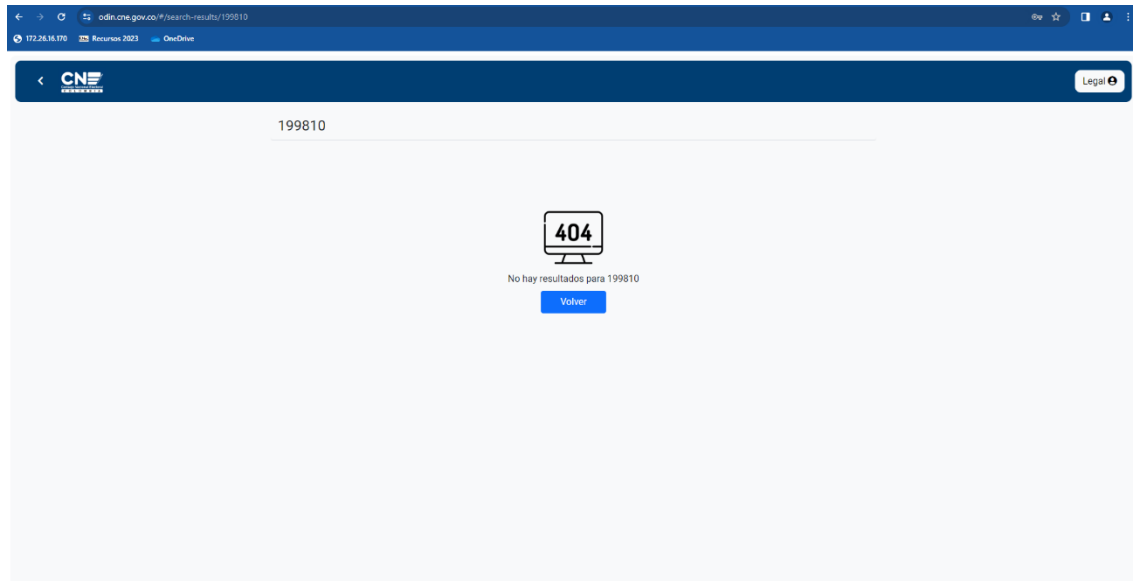 odin.cne.gov.co/#/search-results/199810
172.26.16.170 Recursos 2023 OneDrive
CNE
COLOMBIA
Legal
199810
404
No hay resultados para 199810
Volver